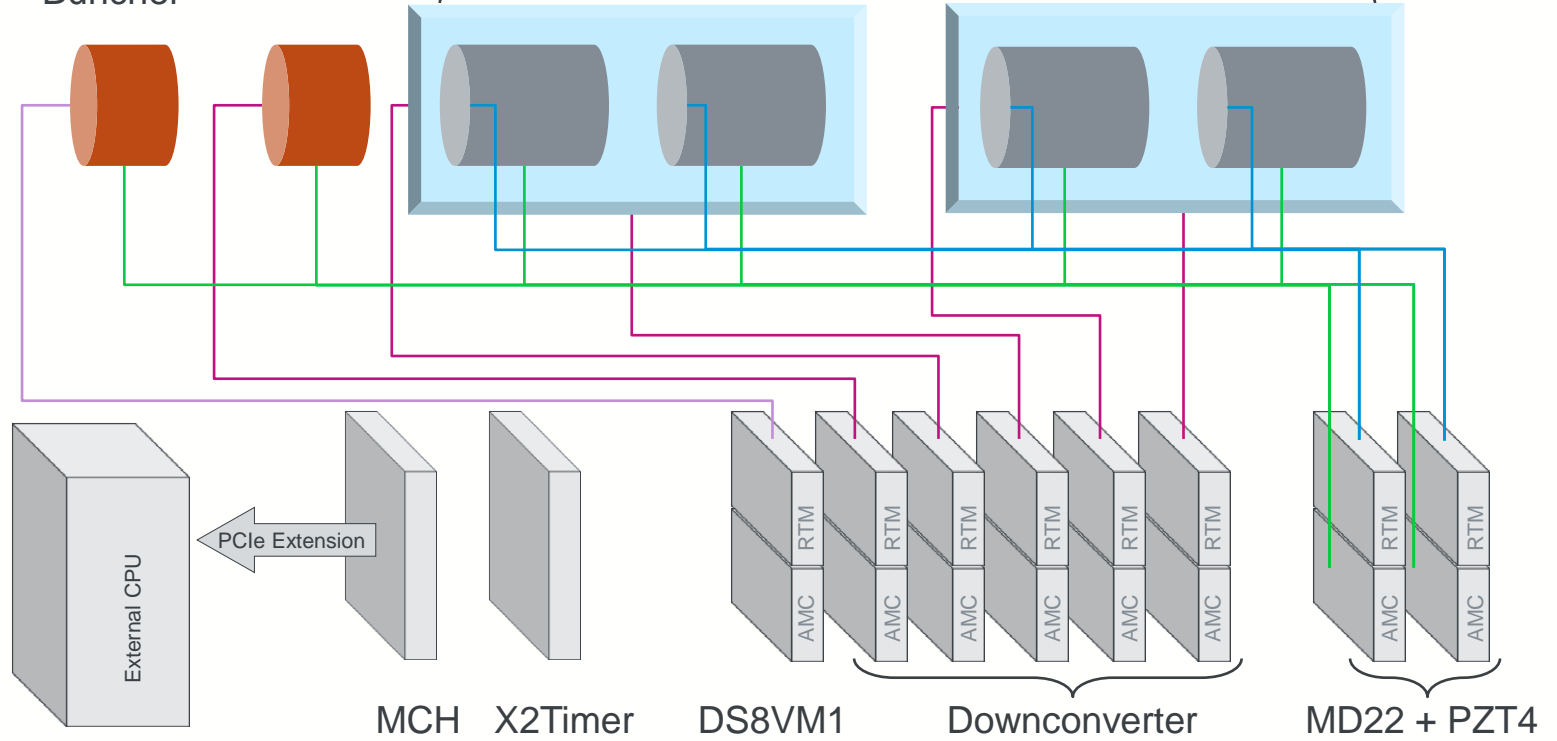 PCIe Extension
External CPU
RTM
RTM
RTM
RTM
RTM
RTM
RTM
RTM
AMC
AMC
AMC
AMC
AMC
AMC
AMC
AMC
MCH
X2Timer
DS8VM1
Downconverter
MD22 + PZT4